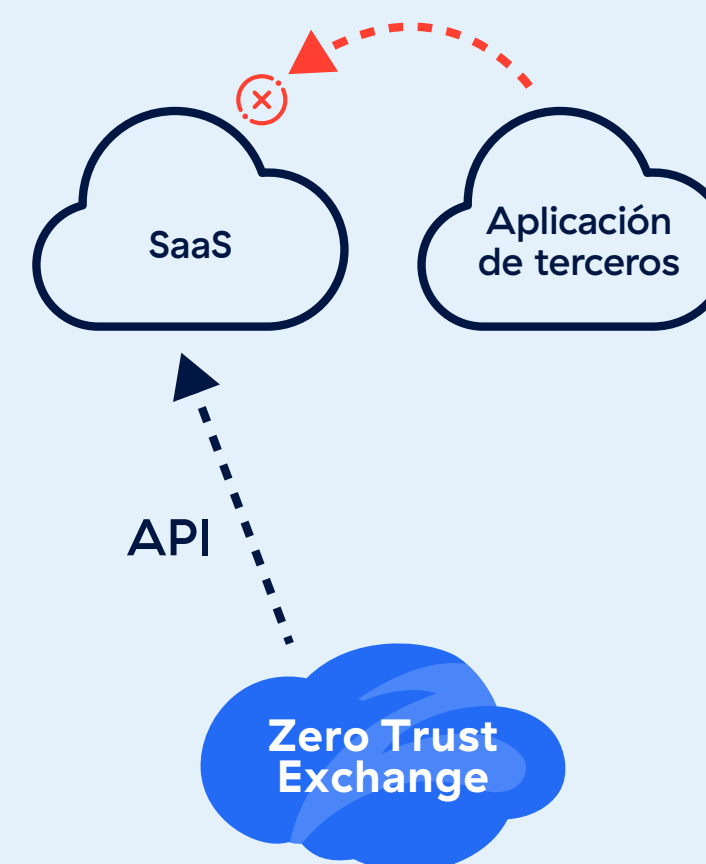 SaaS
Aplicación
de terceros
API
Zero Trust
Exchange